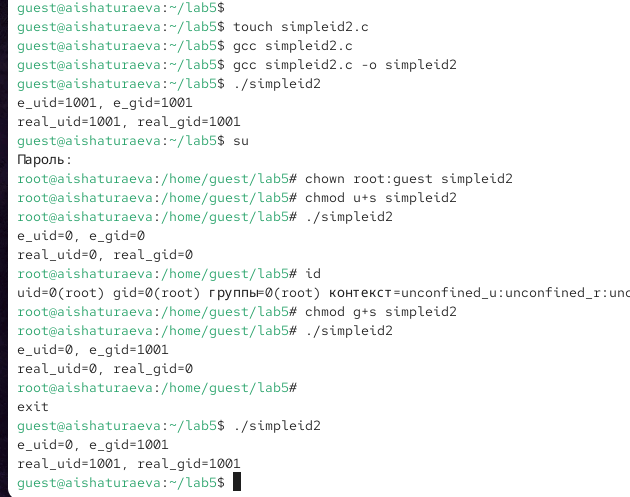 guest@aishaturaeva:~/lab5$
guest@aishaturaeva:~/lab5$ touch simpleid2.c
guest@aishaturaeva:~/lab5$ gcc simpleid2.c
guest@aishaturaeva:~/lab5$ gcc simpleid2.c -o simpleid2
guest@aishaturaeva:~/lab5$ ./simpleid2
e_uid=1001, e_gid=1001
real_uid=1001, real_gid=1001
guest@aishaturaeva:~/lab5$ su
Пароль:
root@aishaturaeva:/home/guest/lab5# chown root:guest simpleid2
root@aishaturaeva:/home/guest/lab5# chmod u+s simpleid2
root@aishaturaeva:/home/guest/lab5# ./simpleid2
e_uid=0, e_gid=0
real_uid=0, real_gid=0
root@aishaturaeva:/home/guest/lab5# id
uid=0(root) gid=0(root) группы=0(root) контекст=unconfined_u:unconfined_r:unc
root@aishaturaeva:/home/guest/lab5# chmod g+s simpleid2
root@aishaturaeva:/home/guest/lab5# ./simpleid2
e_uid=0, e_gid=1001
real_uid=0, real_gid=0
root@aishaturaeva:/home/guest/lab5#
exit
guest@aishaturaeva:~/lab5$ ./simpleid2
e_uid=0, e_gid=1001
real_uid=1001, real_gid=1001
guest@aishaturaeva:~/lab5$